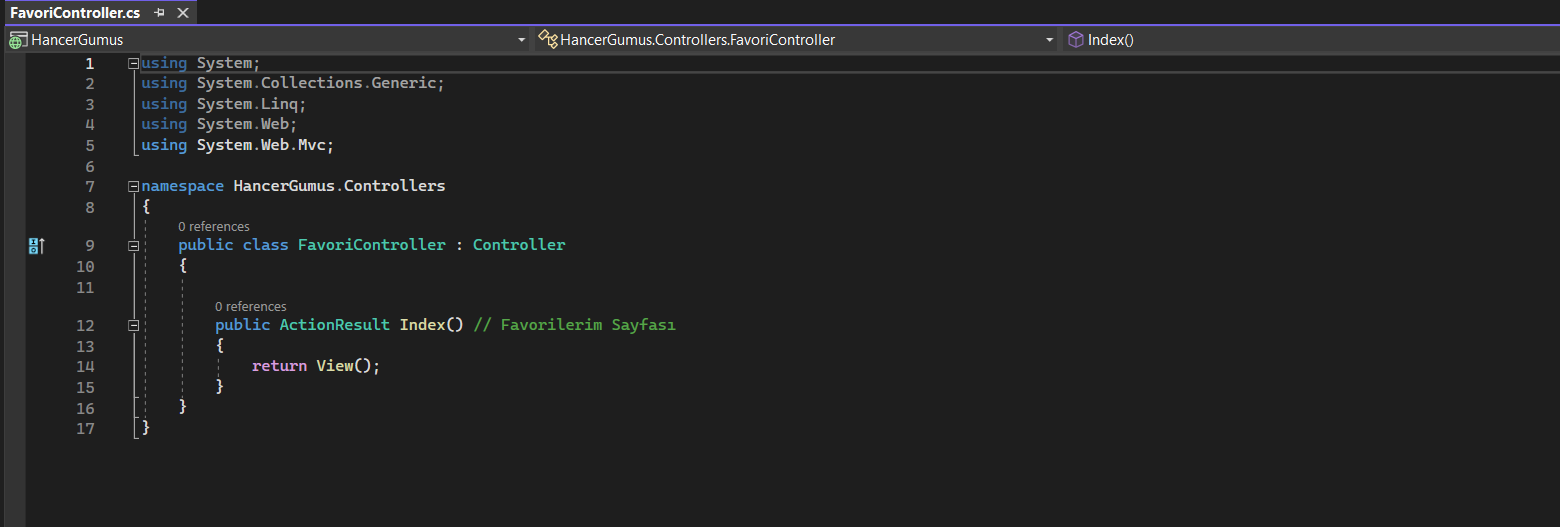 FavoriController.cs
HancerGumus HancerGumus.Controllers.FavoriController Index()
1 using System;
2 using System.Collections.Generic;
3 using System.Linq;
4 using System.Web;
5 using System.Web.Mvc;
6
7 namespace HancerGumus.Controllers
8 {
0 references
9 public class FavoriController : Controller
10 {
11
0 references
12 public ActionResult Index() // Favorilerim Sayfası
13 {
14 return View();
15 }
16 }
17 }